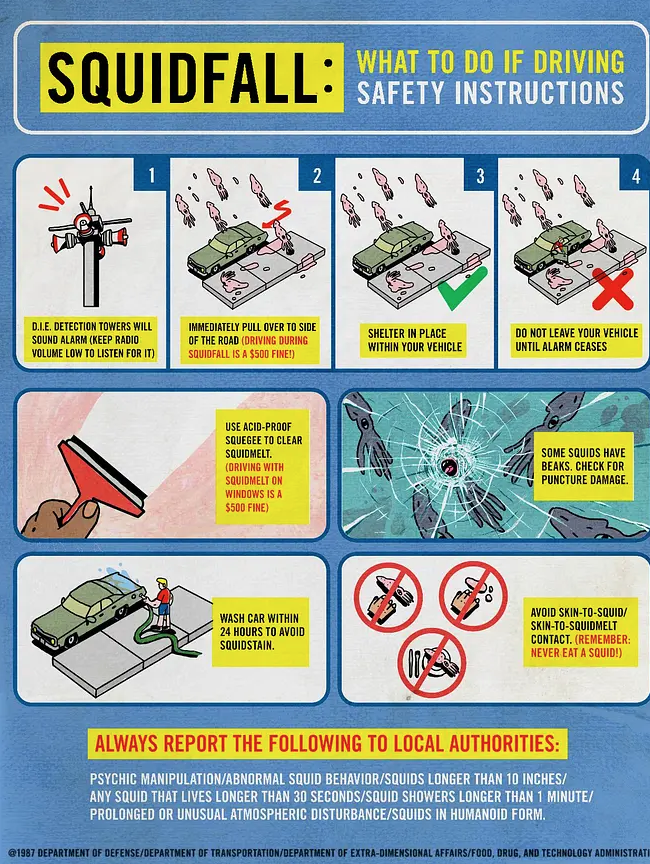 SQUIDFALL:
WHAT TO DO IF DRIVING
SAFETY INSTRUCTIONS
1
D.I.E. DETECTION TOWERS WILL
SOUND ALARM (KEEP RADIO
VOLUME LOW TO LISTEN FOR IT)
2
IMMEDIATELY PULL OVER TO SIDE
OF THE ROAD (DRIVING DURING
SQUIDFALL IS A $500 FINE!)
3
SHELTER IN PLACE
WITHIN YOUR VEHICLE
4
DO NOT LEAVE YOUR VEHICLE
UNTIL ALARM CEASES
USE ACID-PROOF
SQUEGEE TO CLEAR
SQUIDMELT.
(DRIVING WITH
SQUIDMELT ON
WINDOWS IS A
$500 FINE)
SOME SQUIDS HAVE
BEAKS. CHECK FOR
PUNCTURE DAMAGE.
WASH CAR WITHIN
24 HOURS TO AVOID
SQUIDSTAIN.
AVOID SKIN-TO-SQUID/
SKIN-TO-SQUIDMELT
CONTACT. (REMEMBER:
NEVER EAT A SQUID!)
ALWAYS REPORT THE FOLLOWING TO LOCAL AUTHORITIES:
PSYCHIC MANIPULATION/ABNORMAL SQUID BEHAVIOR/SQUIDS LONGER THAN 10 INCHES/
ANY SQUID THAT LIVES LONGER THAN 30 SECONDS/SQUID SHOWERS LONGER THAN 1 MINUTE/
PROLONGED OR UNUSUAL ATMOSPHERIC DISTURBANCE/SQUIDS IN HUMANOID FORM.
@1987 DEPARTMENT OF DEFENSE/DEPARTMENT OF TRANSPORTATION/DEPARTMENT OF EXTRA-DIMENSIONAL AFFAIRS/FOOD, DRUG, AND TECHNOLOGY ADMINISTRATI